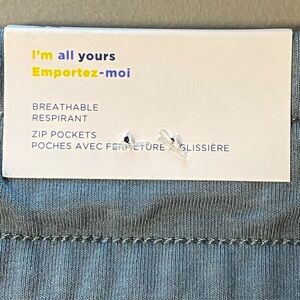 I'm all yours
Emportez-moi
BREATHABLE
RESPIRANT
ZIP POCKETS
POCHES AVEC FERMETURE GLISSIÈRE